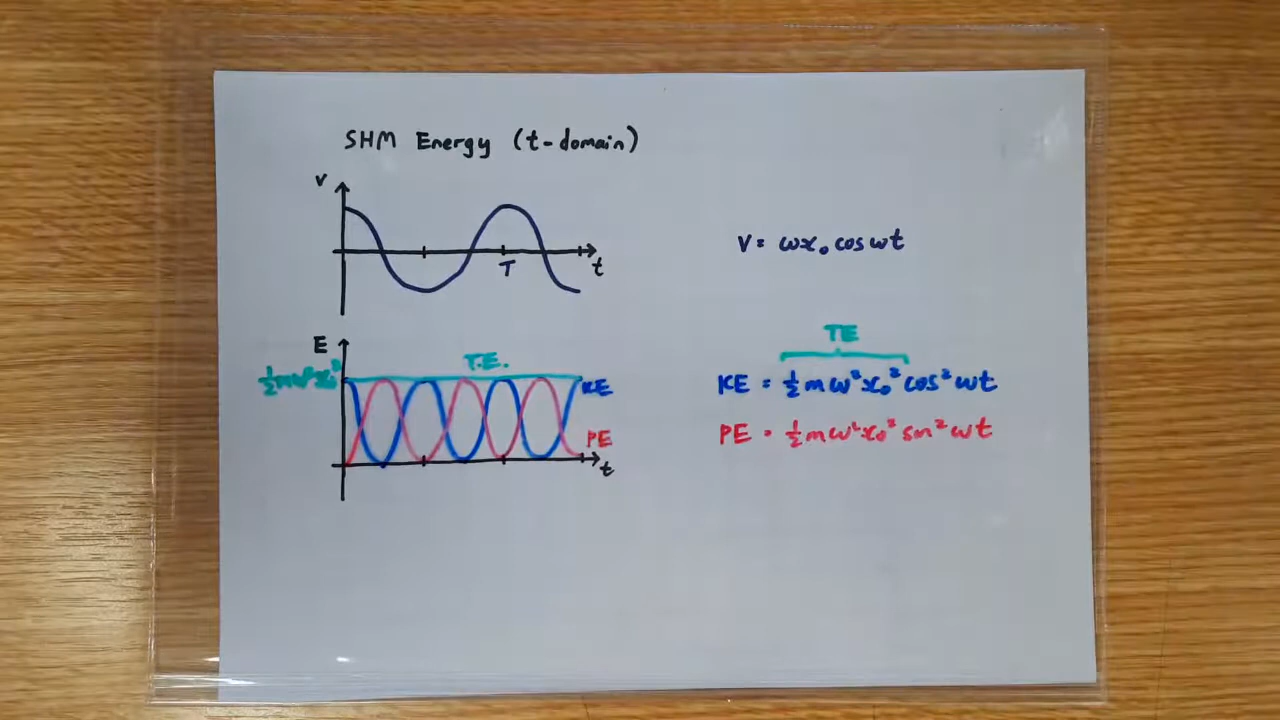 SHM Energy (t-domain)
V
T
t
V = ωx₀ cos ωt
E
T.E.
½mω²x₀²
KE
PE
t
TE
KE = ½mω²x₀² cos² ωt
PE = ½mω²x₀² sin² ωt